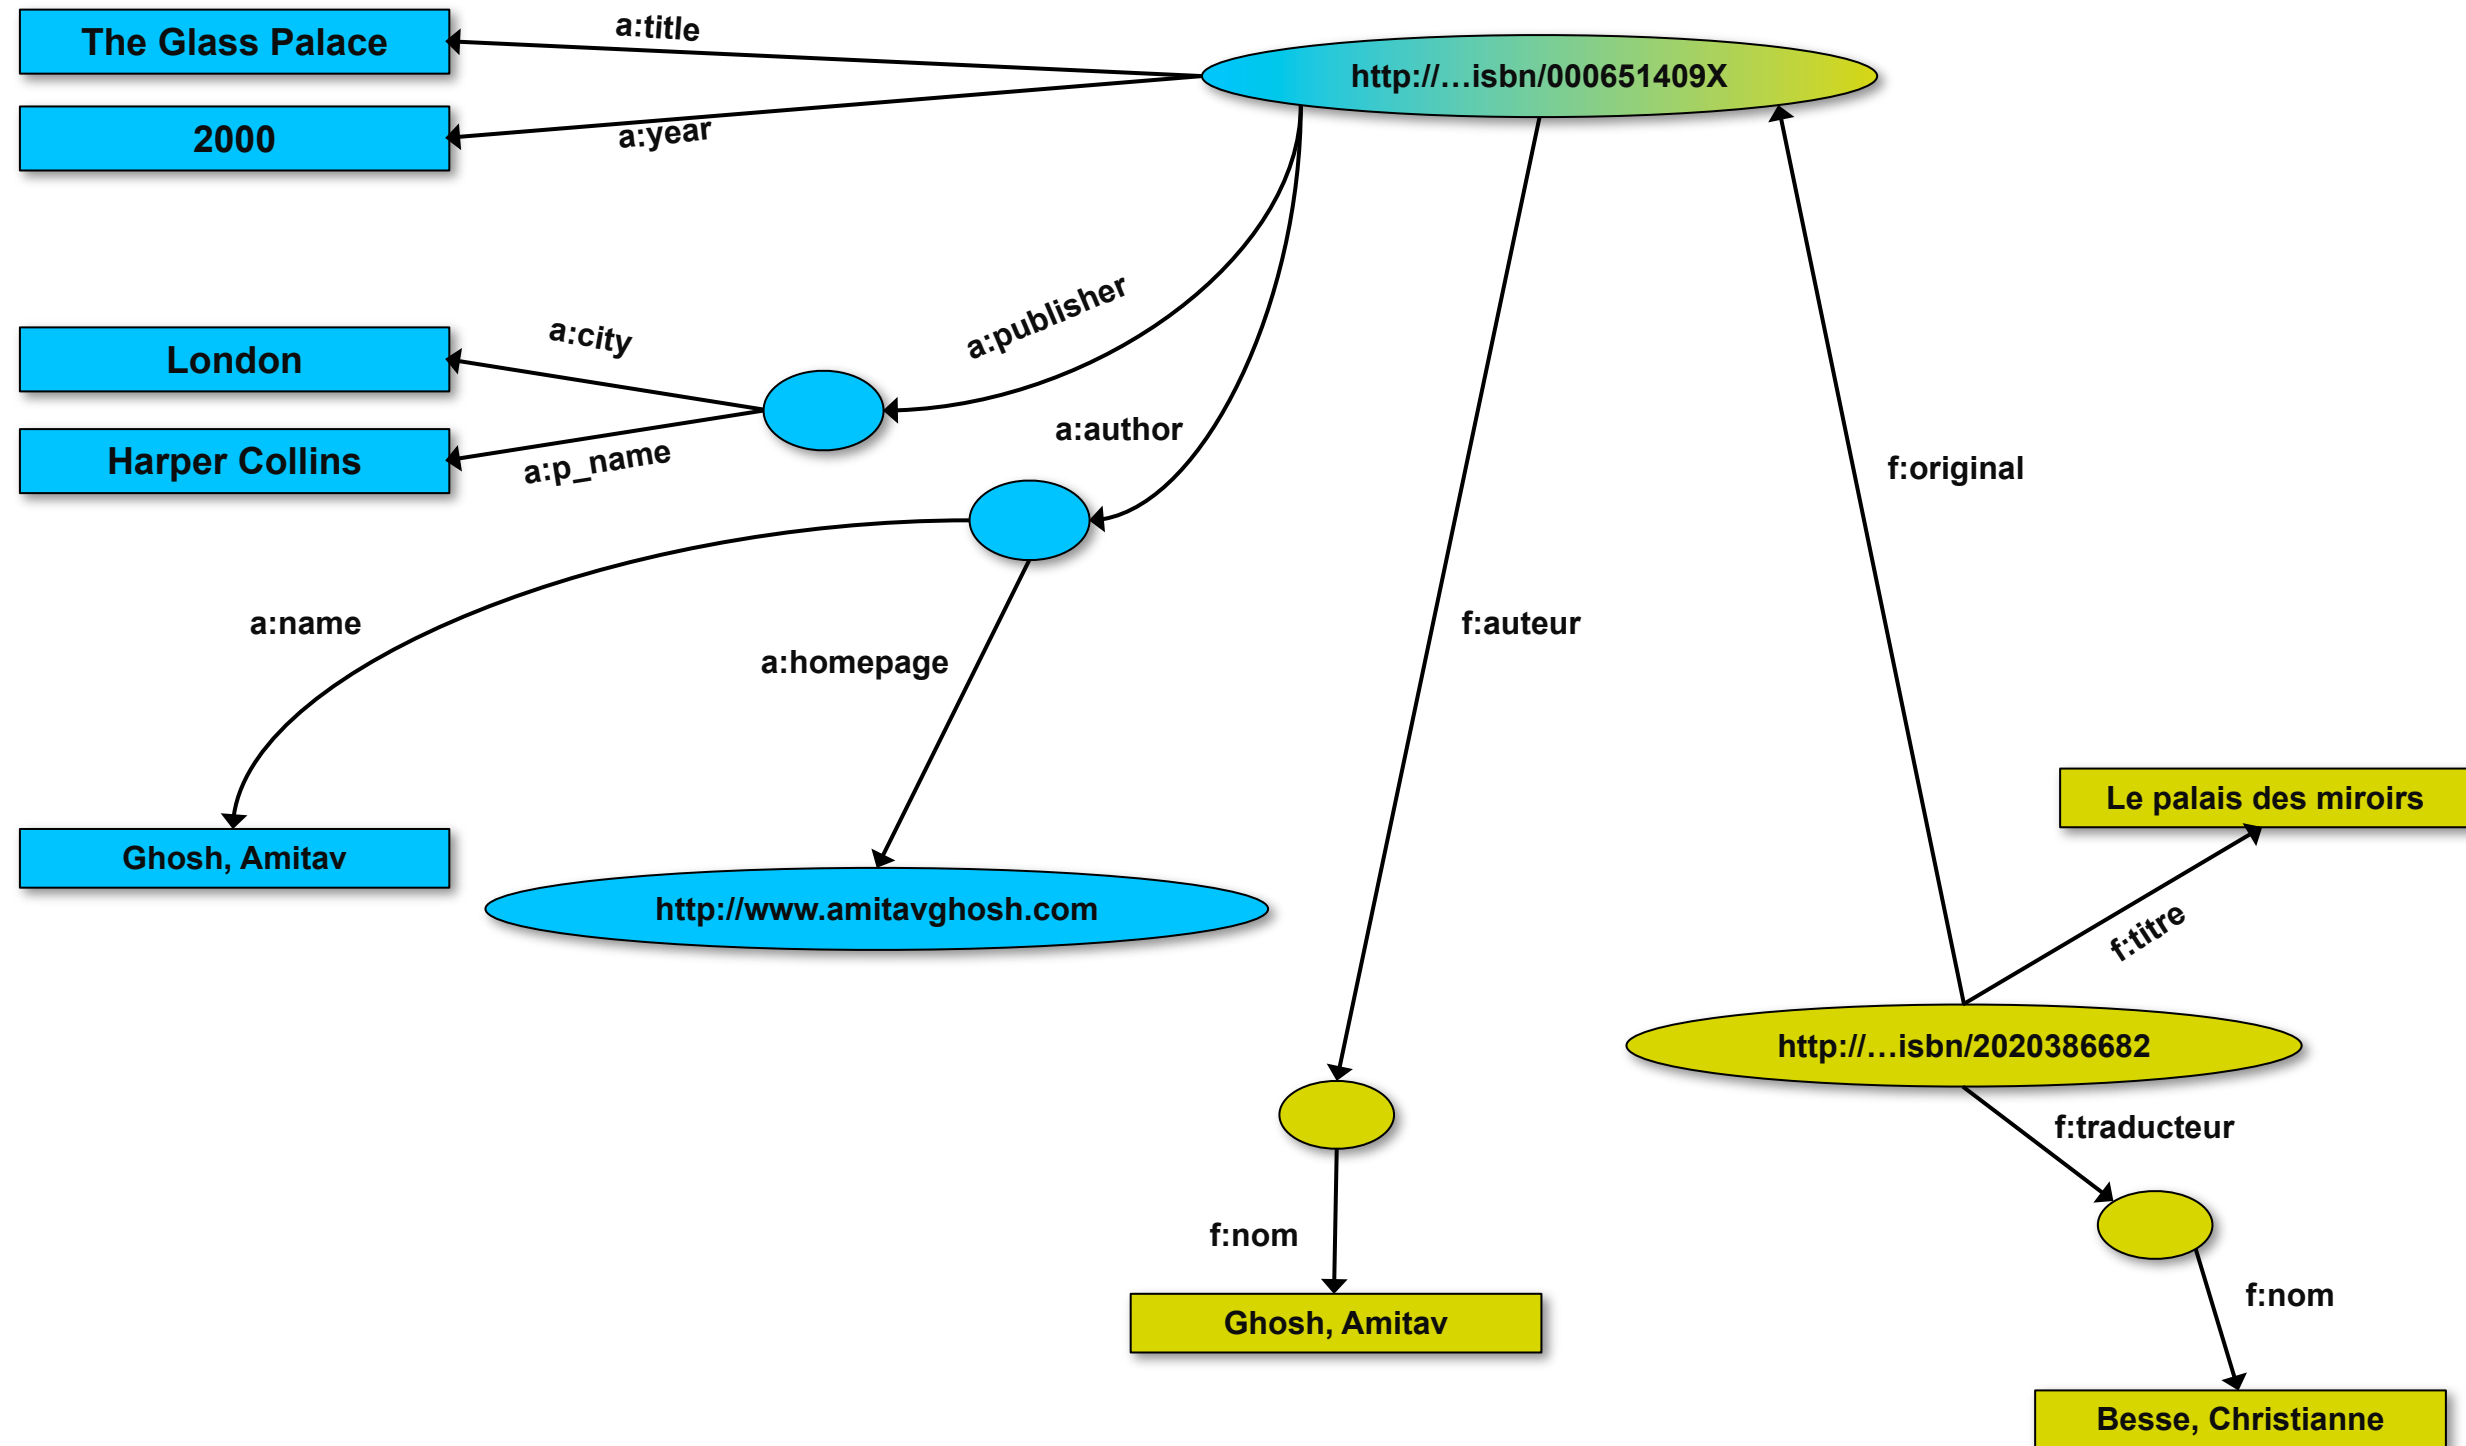 a:title
The Glass Palace
http://…isbn/000651409X
2000
a:year
a:publisher
a:city
London
a:author
Harper Collins
a:p_name
f:original
a:name
f:auteur
a:homepage
Le palais des miroirs
Ghosh, Amitav
http://www.amitavghosh.com
f:titre
http://…isbn/2020386682
f:traducteur
f:nom
f:nom
Ghosh, Amitav
Besse, Christianne